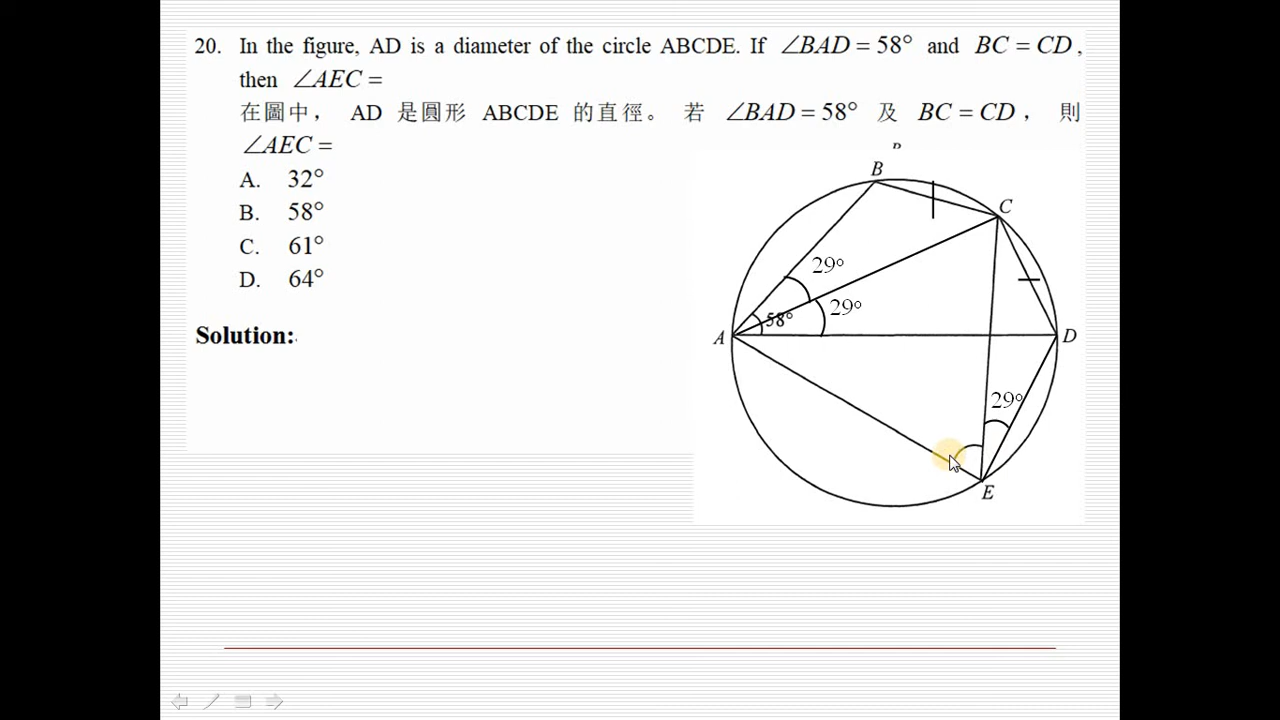 20. In the figure, AD is a diameter of the circle ABCDE. If ∠BAD = 58° and BC = CD,
then ∠AEC =
在圖中， AD 是圓形 ABCDE 的直徑。 若 ∠BAD = 58° 及 BC = CD， 則
∠AEC =
A. 32°
B. 58°
C. 61°
D. 64°
Solution:
B
C
29°
29°
58°
A
D
29°
E